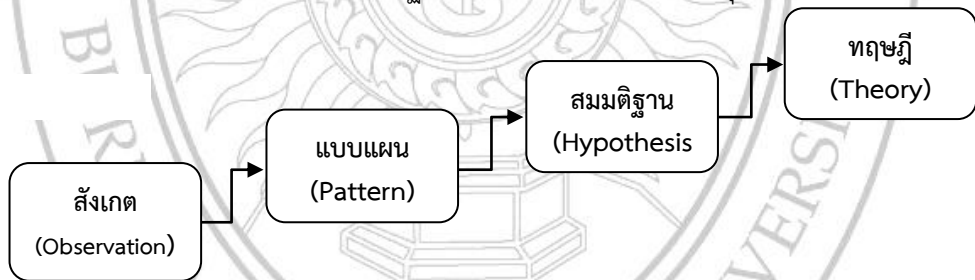 ทฤษฎี
(Theory)
สมมติฐาน
(Hypothesis
แบบแผน
(Pattern)
สังเกต
(Observation)